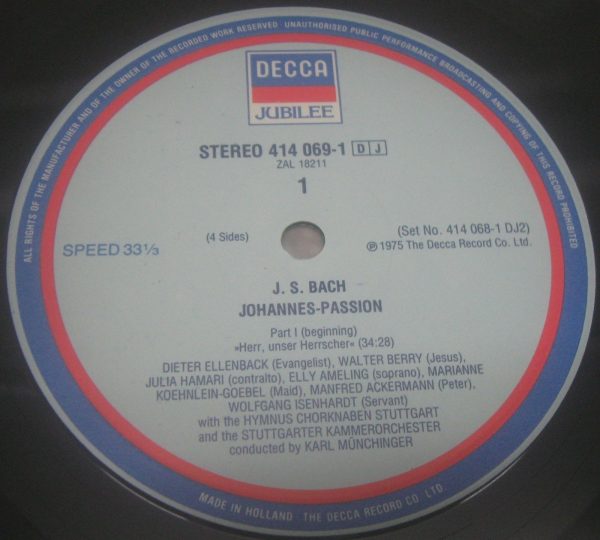 ALL RIGHTS OF THE MANUFACTURER AND OF THE OWNER OF THE RECORDED WORK RESERVED UNAUTHORISED PUBLIC PERFORMANCE BROADCASTING AND COPYING OF THIS RECORD PROHIBITED
DECCA
JUBILEE
STEREO 414 069-1 D J
ZAL 18211
1
SPEED 33⅓
(4 Sides)
(Set No. 414 068-1 DJ2)
℗ 1975 The Decca Record Co. Ltd.
J. S. BACH
JOHANNES-PASSION
Part I (beginning)
»Herr, unser Herrscher« (34:28)
DIETER ELLENBACK (Evangelist), WALTER BERRY (Jesus),
JULIA HAMARI (contralto), ELLY AMELING (soprano), MARIANNE
KOEHNLEIN-GOEBEL (Maid), MANFRED ACKERMANN (Peter),
WOLFGANG ISENHARDT (Servant)
with the HYMNUS CHORKNABEN STUTTGART
and the STUTTGARTER KAMMERORCHESTER
conducted by KARL MÜNCHINGER
MADE IN HOLLAND · THE DECCA RECORD CO. LTD.